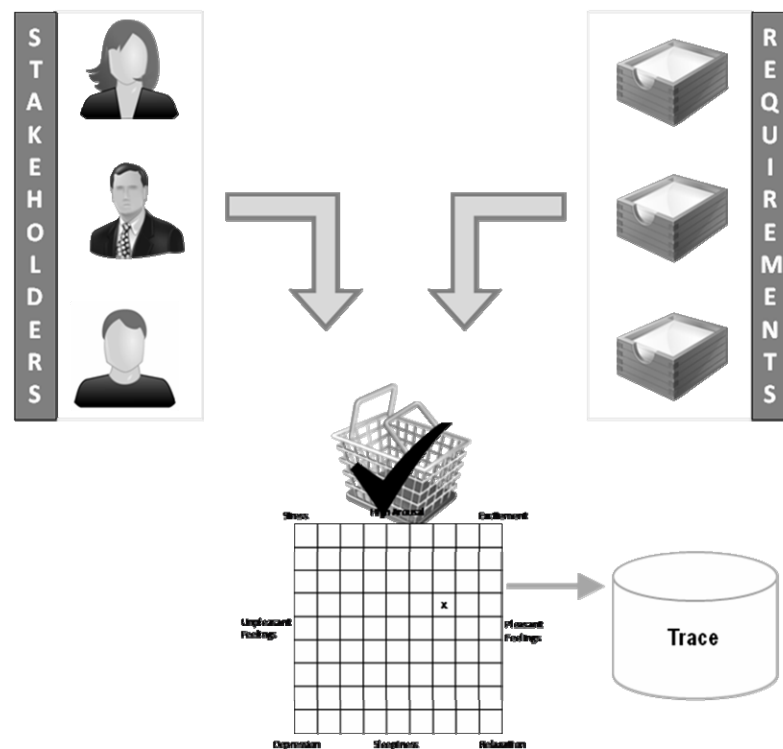 STAKEHOLDERS
REQUIREMENTS
Stress
High Arousal
Excitement
x
Unpleasant
Feelings
Pleasant
Feelings
Trace
Depression
Sleepiness
Relaxation